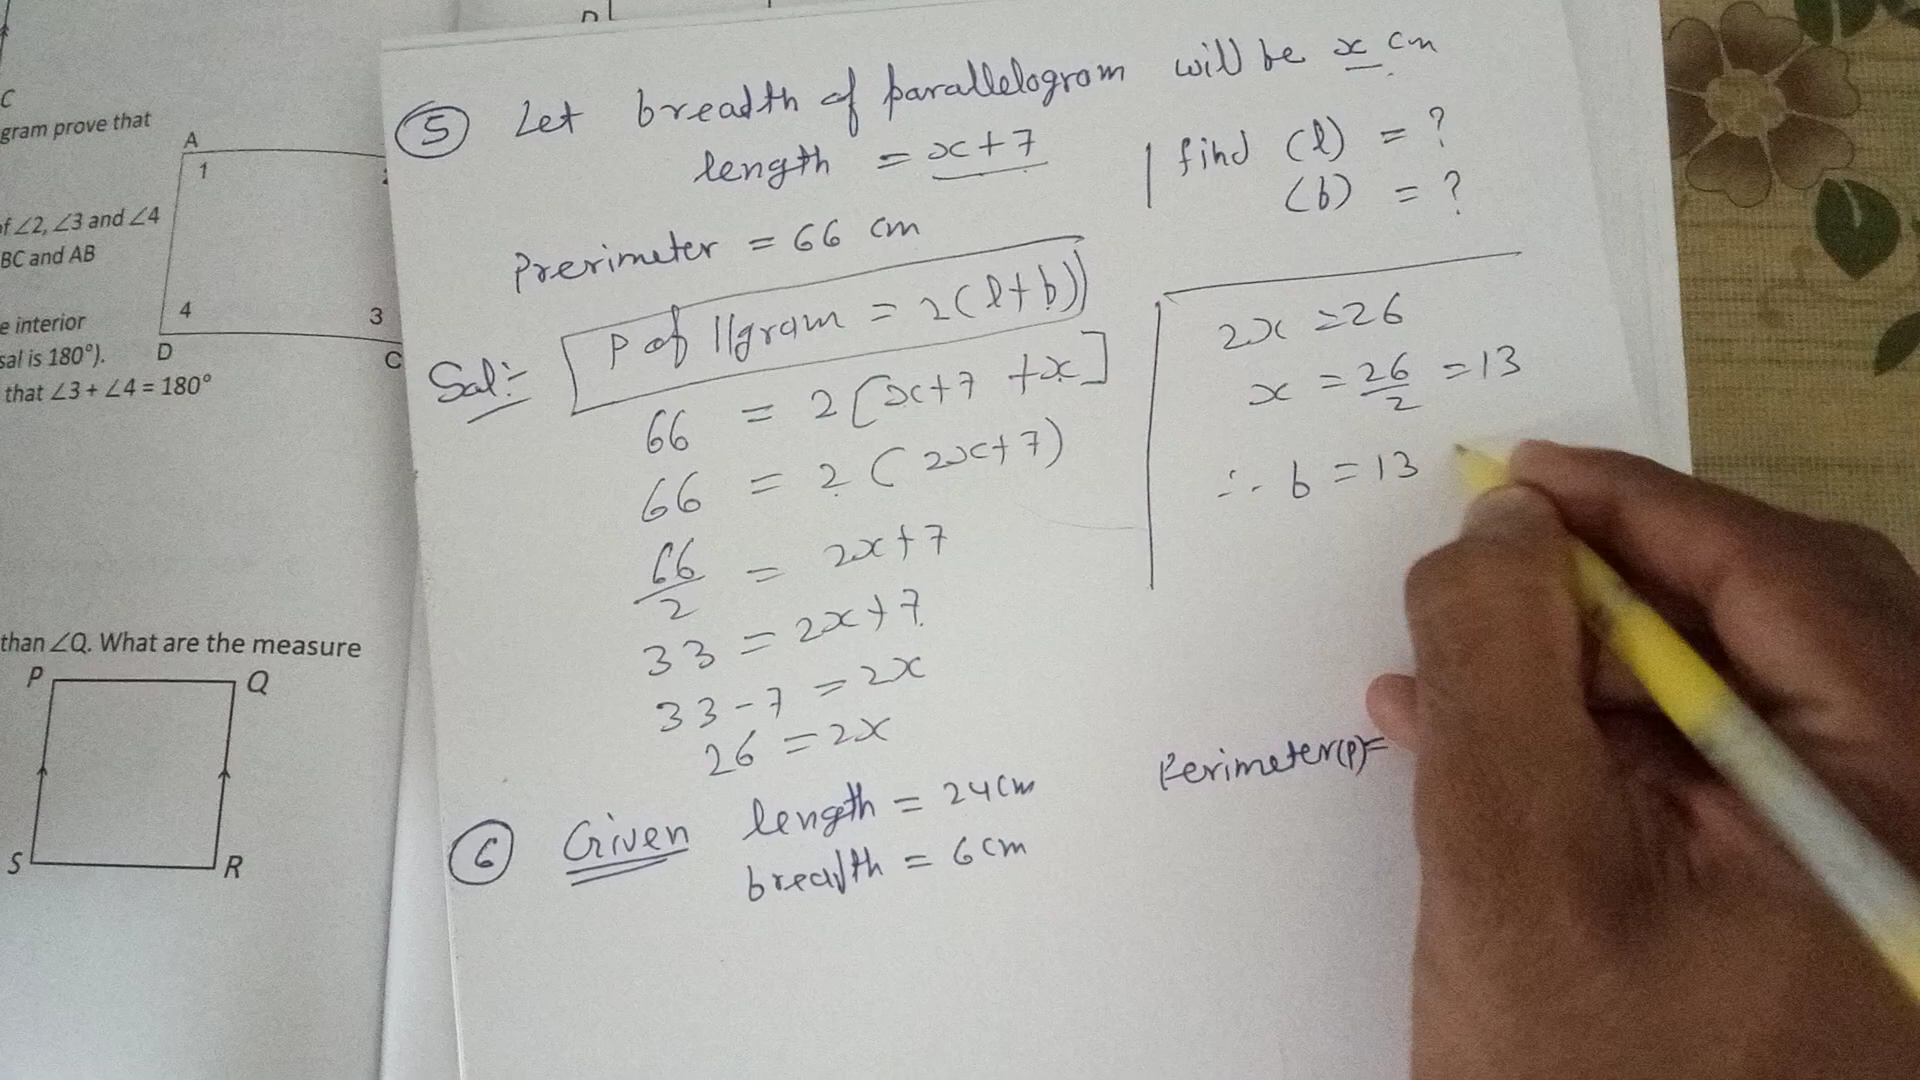 C
gram prove that
A
1
f ∠2, ∠3 and ∠4
BC and AB
4
3
e interior
sal is 180°).
D
C
that ∠3 + ∠4 = 180°
than ∠Q. What are the measure
P
Q
S
R
5 Let breadth of parallelogram will be x cm
length = x+7
find (l) = ?
(b) = ?
Prerimeter = 66 cm
Sol:- P of ||gram = 2(l+b)
66 = 2[x+7 +x]
66 = 2(2x+7)
66/2 = 2x+7
33 = 2x+7
33-7 = 2x
26 = 2x
2x = 26
x = 26/2 = 13
∴ b = 13
6 Given length = 24cm
breadth = 6cm
Perimeter(P)=